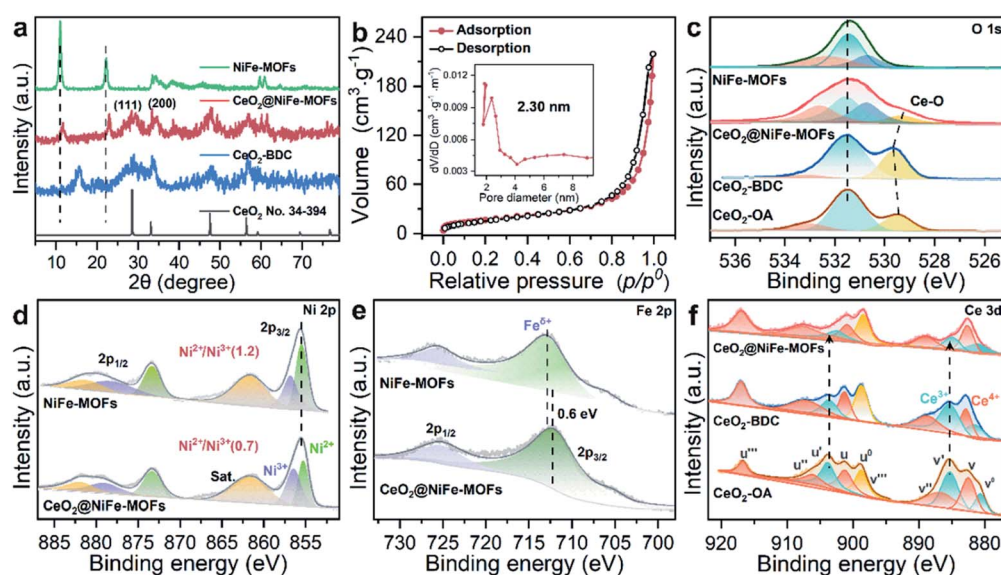 a
Intensity (a.u.)
NiFe-MOFs
(111) (200)
CeO₂@NiFe-MOFs
CeO₂-BDC
CeO₂ No. 34-394
10 20 30 40 50 60 70
2θ (degree)
b
Volume (cm³·g⁻¹)
240
180
120
60
0
Adsorption
Desorption
dV/dD (cm³·g⁻¹·m⁻¹)
0.012
0.009
0.006
0.003
2.30 nm
2 4 6 8
Pore diameter (nm)
0.0 0.2 0.4 0.6 0.8 1.0
Relative pressure (p/p⁰)
c
O 1s
Intensity (a.u.)
NiFe-MOFs
Ce-O
CeO₂@NiFe-MOFs
CeO₂-BDC
CeO₂-OA
536 534 532 530 528 526
Binding energy (eV)
d
Ni 2p
Intensity (a.u.)
2p₃/₂
2p₁/₂
Ni²⁺/Ni³⁺(1.2)
NiFe-MOFs
Ni²⁺/Ni³⁺(0.7)
Ni²⁺
Sat.
Ni³⁺
CeO₂@NiFe-MOFs
885 880 875 870 865 860 855
Binding energy (eV)
e
Fe 2p
Intensity (a.u.)
Feᵟ⁺
NiFe-MOFs
0.6 eV
2p₁/₂
2p₃/₂
CeO₂@NiFe-MOFs
730 724 718 712 706 700
Binding energy (eV)
f
Ce 3d
Intensity (a.u.)
CeO₂@NiFe-MOFs
Ce³⁺
Ce⁴⁺
CeO₂-BDC
u''' u'' u' u u⁰ v''' v'' v' v v⁰
CeO₂-OA
920 910 900 890 880
Binding energy (eV)